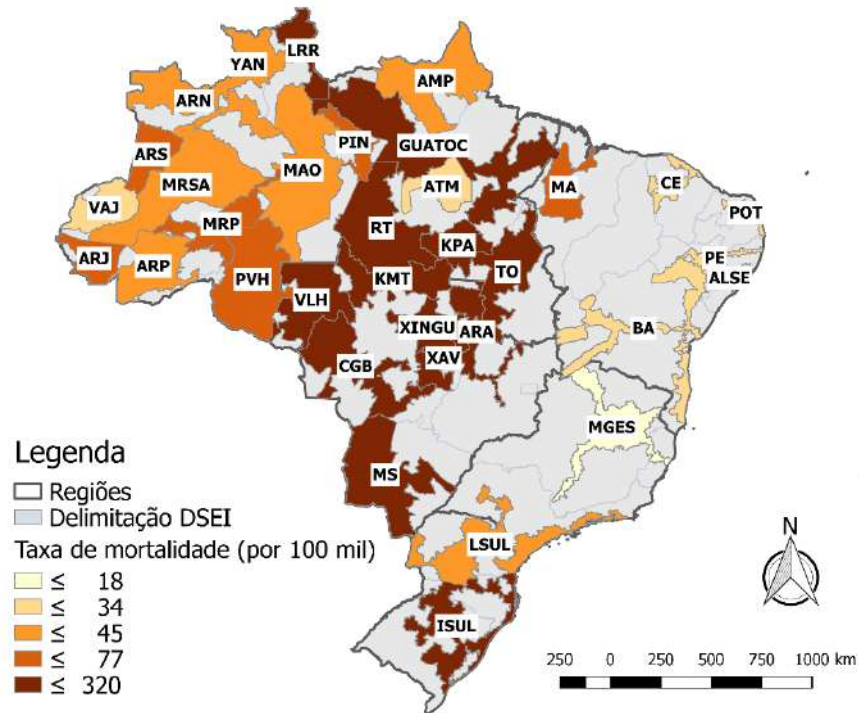 LRR
YAN
AMP
ARN
PIN
GUATOC
ARS
MAO
MA
CE
MRSA
ATM
VAJ
POT
MRP
RT
KPA
PE
ARJ
ARP
TO
PVH
KMT
ALSE
VLH
XINGU
ARA
BA
XAV
CGB
MGES
MS
LSUL
ISUL
Legenda
Regiões
Delimitação DSEI
Taxa de mortalidade (por 100 mil)
≤ 18
≤ 34
≤ 45
≤ 77
≤ 320
N
250 0 250 500 750 1000 km